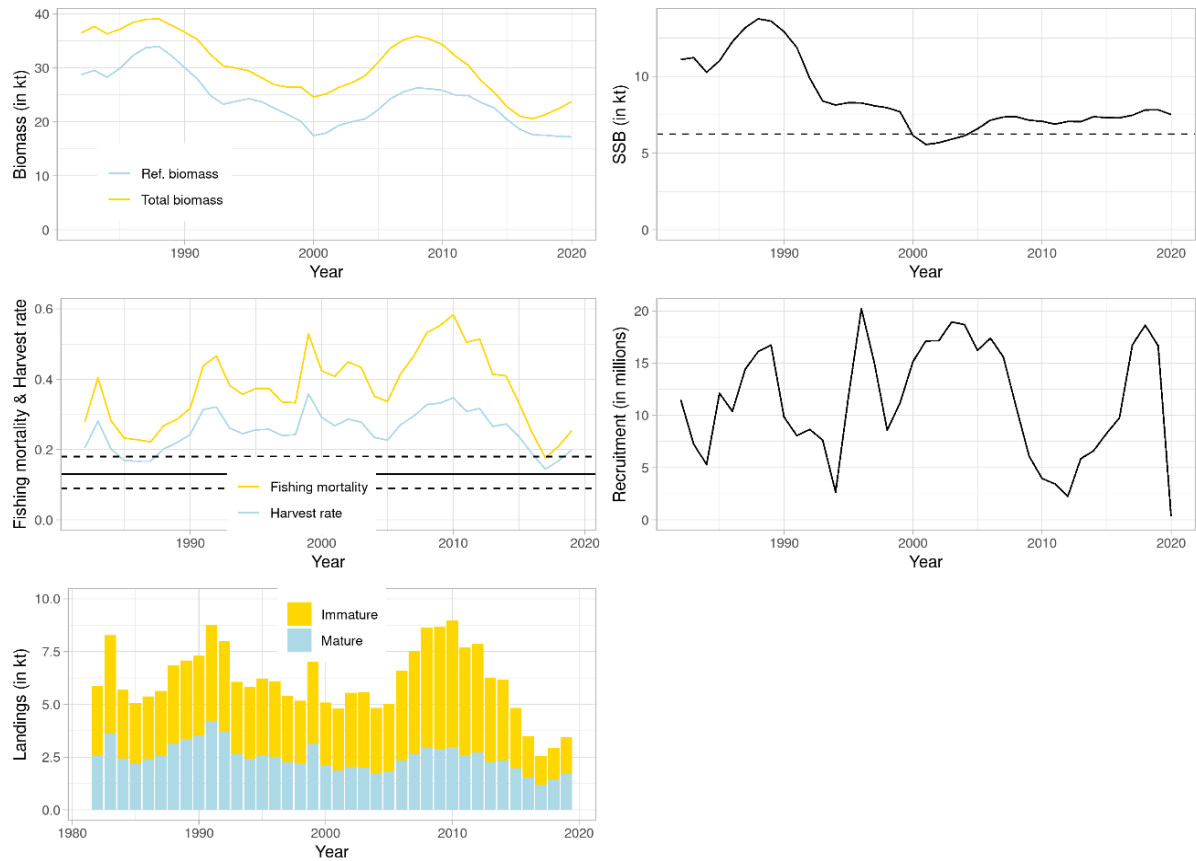 Biomass (in kt)
40
30
20
10
0
Ref. biomass
Total biomass
1990
2000
2010
2020
Year
SSB (in kt)
10
5
0
1990
2000
2010
2020
Year
Fishing mortality & Harvest rate
0.6
0.4
0.2
0.0
Fishing mortality
Harvest rate
1990
2000
2010
2020
Year
Recruitment (in millions)
20
15
10
5
0
1990
2000
2010
2020
Year
Landings (in kt)
10.0
7.5
5.0
2.5
0.0
Immature
Mature
1980
1990
2000
2010
2020
Year